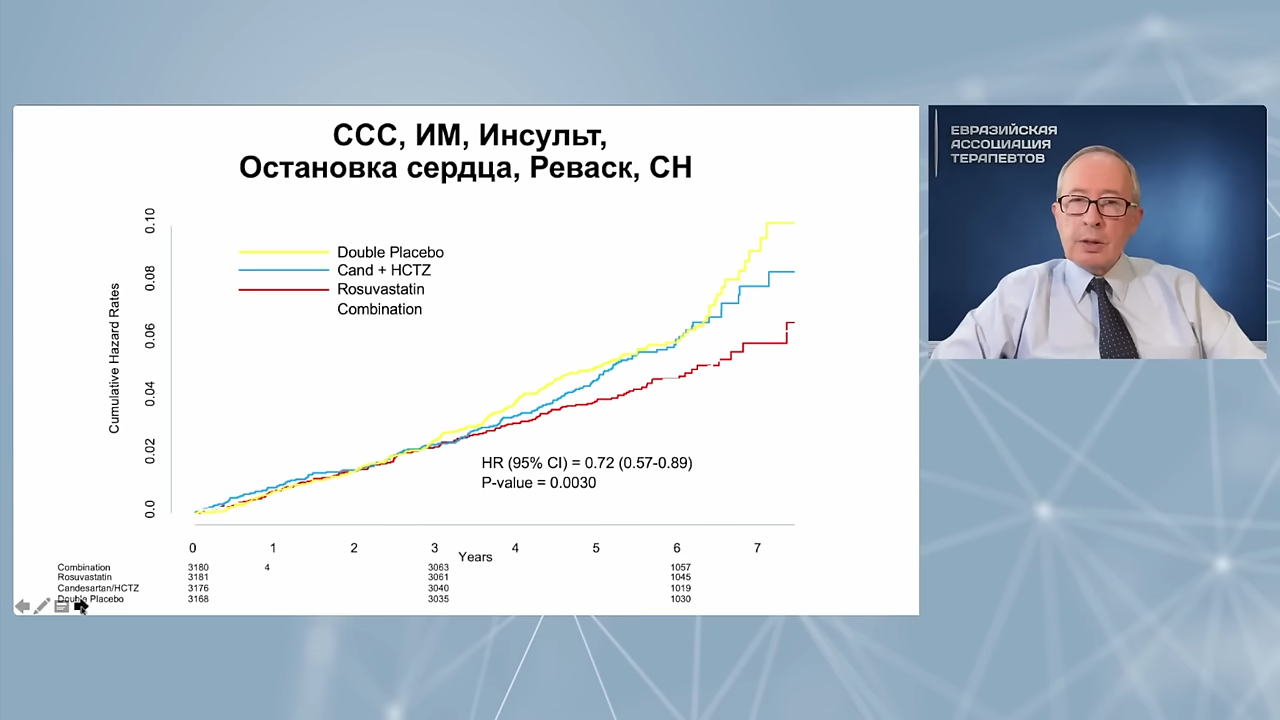 ССС, ИМ, Инсульт,
Остановка сердца, Реваск, СН
ЕВРАЗИЙСКАЯ
АССОЦИАЦИЯ
ТЕРАПЕВТОВ
Cumulative Hazard Rates
0.10
0.08
0.06
0.04
0.02
0.0
Double Placebo
Cand + HCTZ
Rosuvastatin
Combination
HR (95% CI) = 0.72 (0.57-0.89)
P-value = 0.0030
0 1 2 3 4 5 6 7
Years
Combination 3180 4 3063 1057
Rosuvastatin 3181 3061 1045
Candesartan/HCTZ 3176 3040 1019
Double Placebo 3168 3035 1030